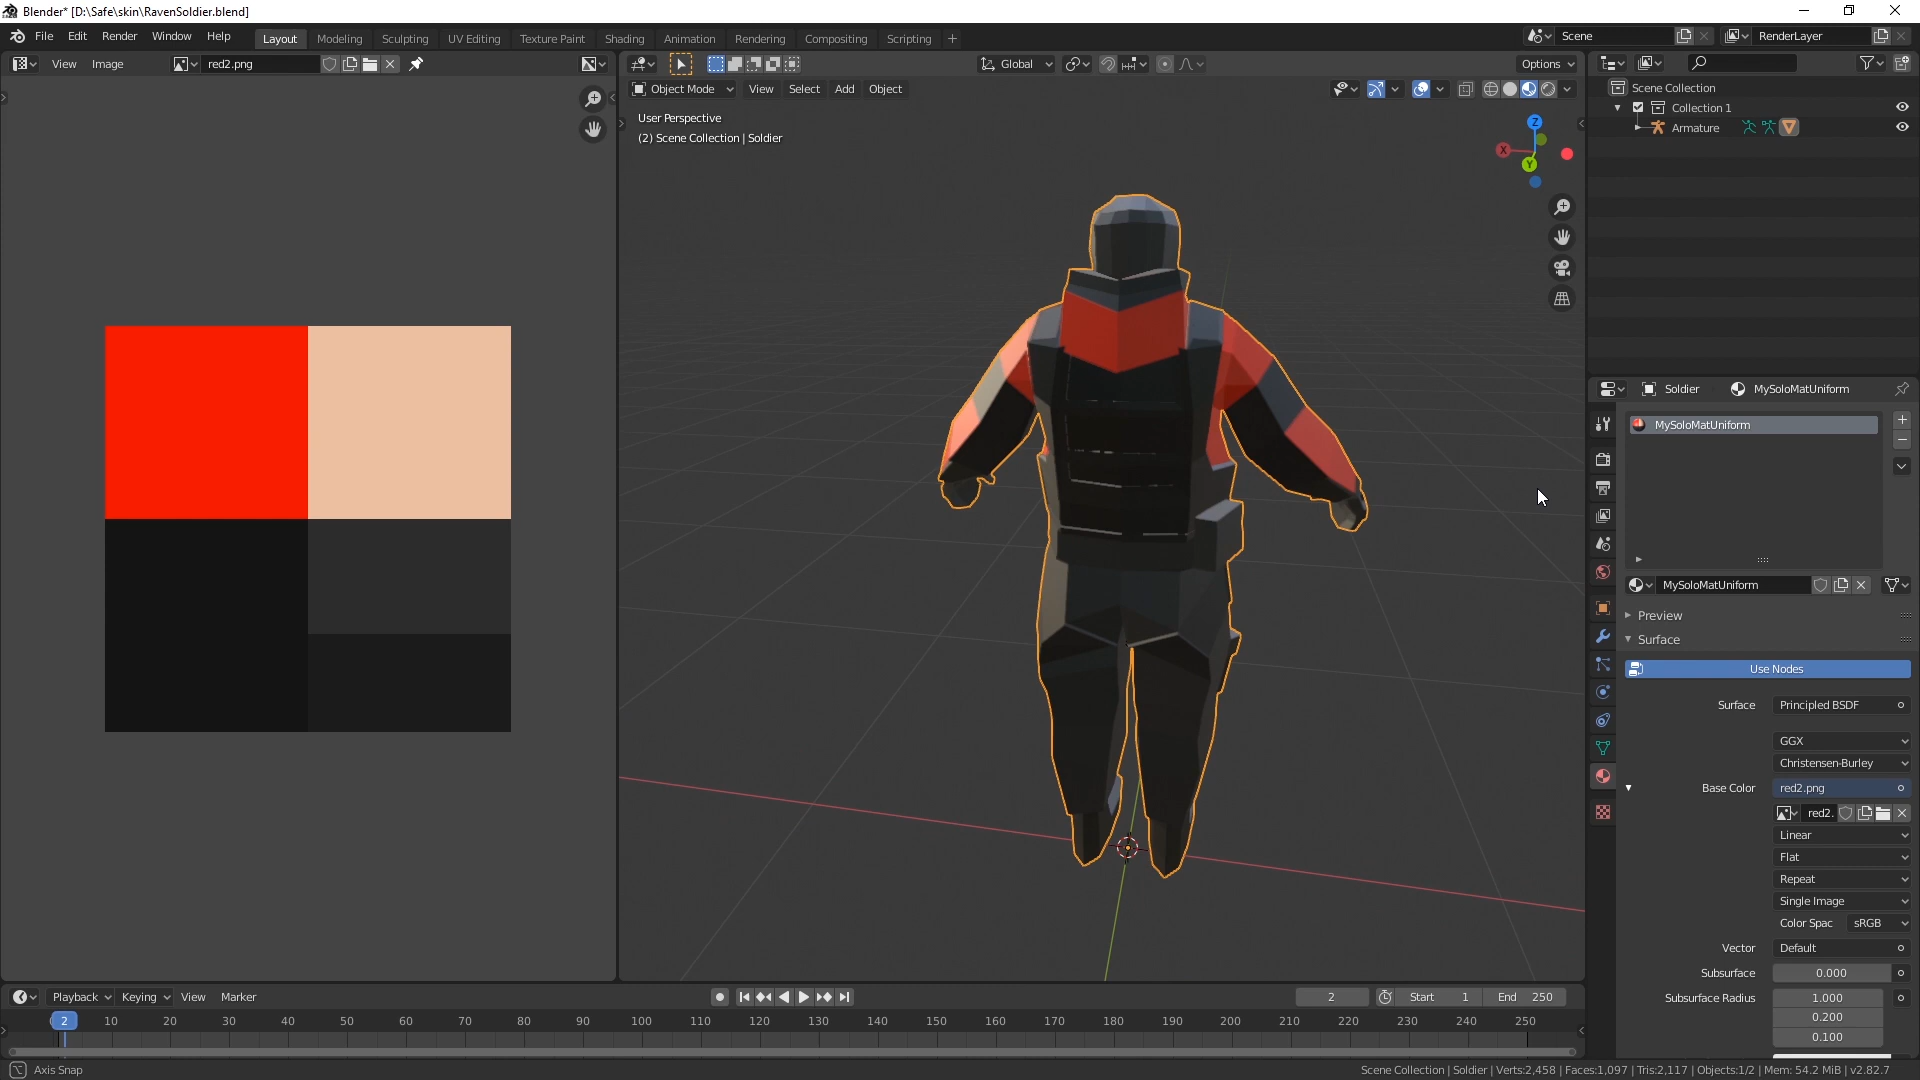 Blender* [D:\Safe\skin\RavenSoldier.blend]
File Edit Render Window Help
Layout Modeling Sculpting UV Editing Texture Paint Shading Animation Rendering Compositing Scripting +
Scene
RenderLayer
View Image red2.png
Global
Options
Object Mode View Select Add Object
User Perspective
(2) Scene Collection | Soldier
Z
X
Y
Scene Collection
Collection 1
Armature
Soldier MySoloMatUniform
MySoloMatUniform
MySoloMatUniform
Preview
Surface
Use Nodes
Surface Principled BSDF
GGX
Christensen-Burley
Base Color red2.png
red2.
Linear
Flat
Repeat
Single Image
Color Spac sRGB
Vector Default
Subsurface 0.000
Subsurface Radius 1.000
0.200
0.100
Playback Keying View Marker
2 Start 1 End 250
2 10 20 30 40 50 60 70 80 90 100 110 120 130 140 150 160 170 180 190 200 210 220 230 240 250
Axis Snap
Scene Collection | Soldier | Verts:2,458 | Faces:1,097 | Tris:2,117 | Objects:1/2 | Mem: 54.2 MiB | v2.82.7